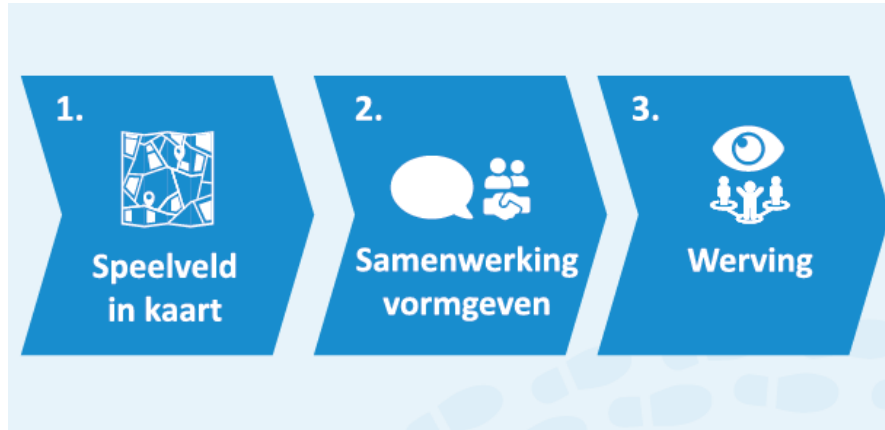 1.
Speelveld
in kaart
2.
Samenwerking
vormgeven
3.
Werving